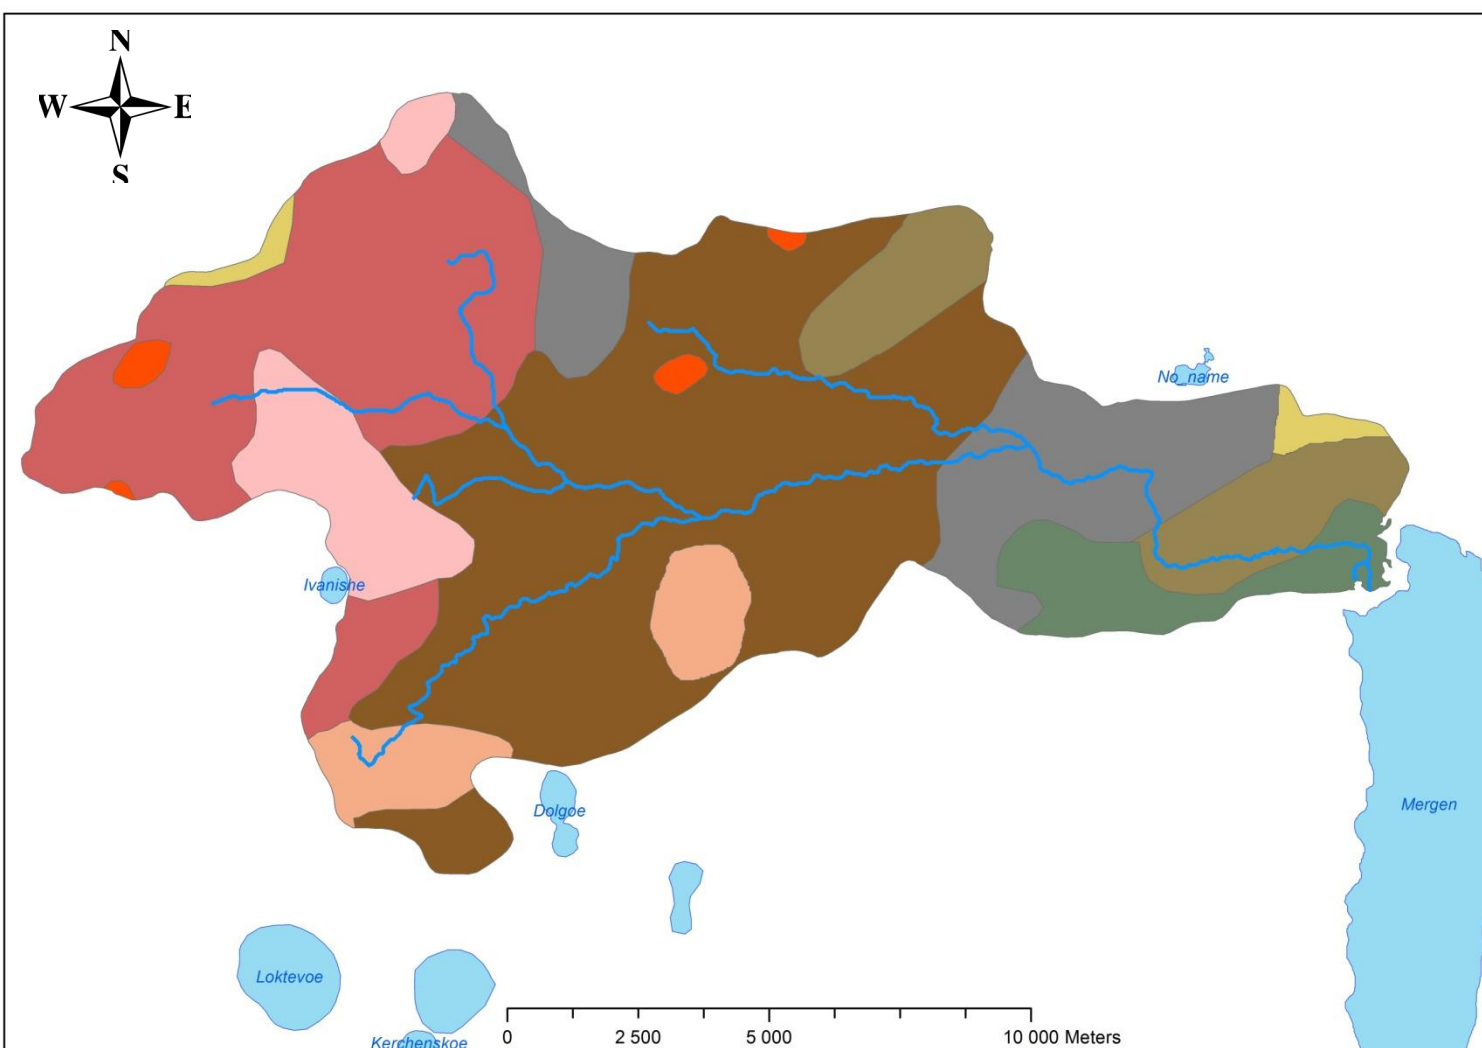 N
W E
S
No_name
Ivanishe
Mergen
Dolgoe
Loktevoe
Kerchenskoe
0 2 500 5 000 10 000 Meters